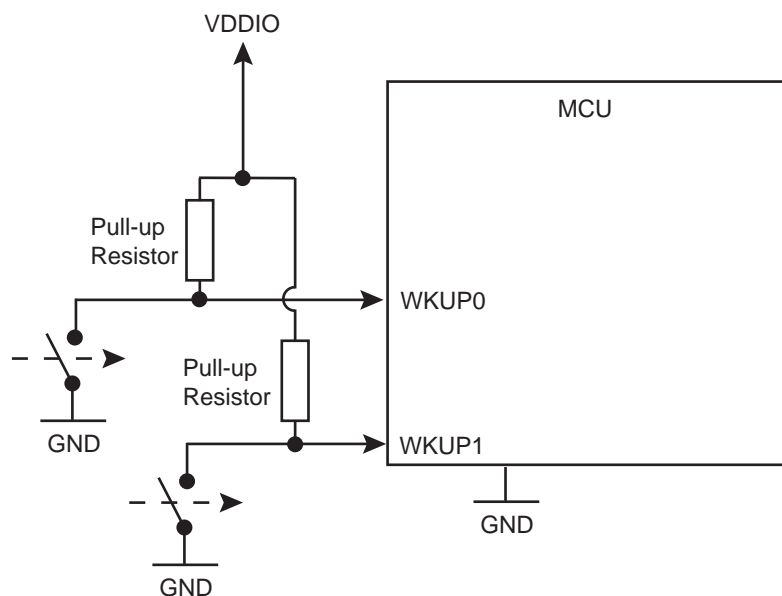 VDDIO
MCU
Pull-up
Resistor
WKUP0
Pull-up
Resistor
GND
WKUP1
GND
GND